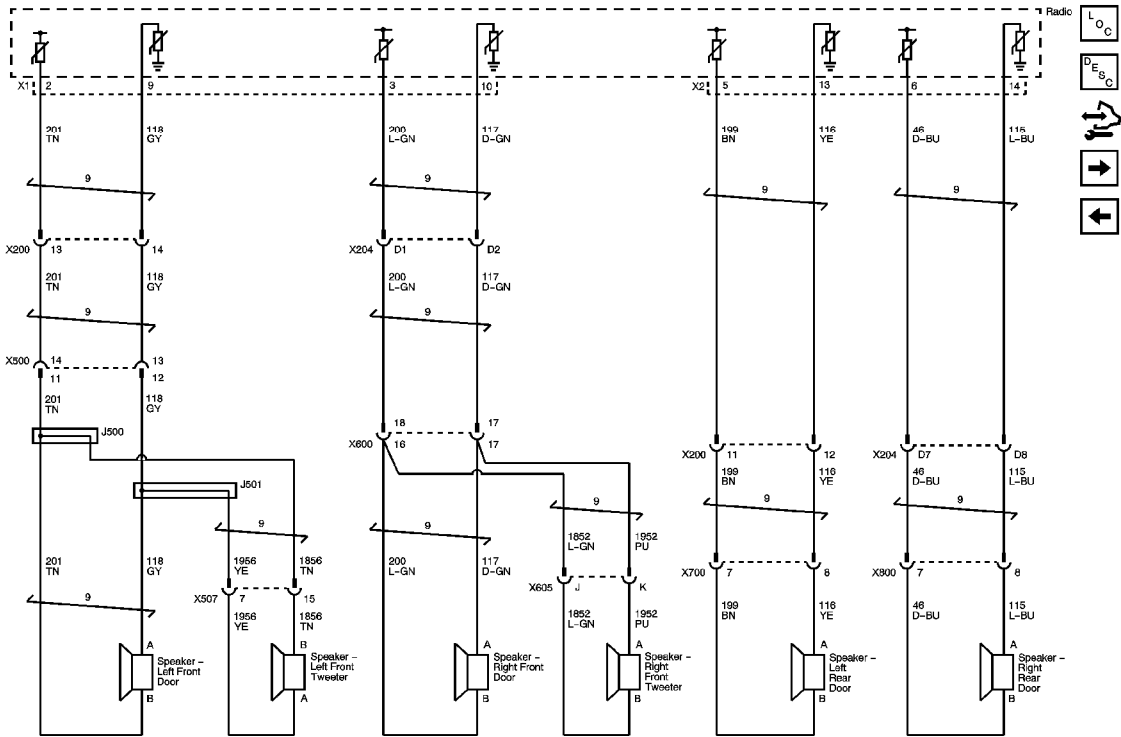 Radio
LOC
DESC
X1 2 9 3 10 X2 5 13 6 14
201 TN
118 GY
200 L-GN
117 D-GN
199 BN
116 YE
46 D-BU
115 L-BU
9 9 9 9
X200 13 14 X204 D1 D2
201 TN
118 GY
200 L-GN
117 D-GN
9 9
X500 14 13
11 12
201 TN
118 GY
J500
18 17
X600 16 17
X200 11 12 X204 D7 D8
199 BN
116 YE
46 D-BU
115 L-BU
J501
9 9 9 9 9
201 TN
118 GY
1956 YE
1856 TN
200 L-GN
117 D-GN
1852 L-GN
1952 PU
X507 7 15 X605 J K X700 7 8 X800 7 8
9
1956 YE
1856 TN
1852 L-GN
1952 PU
199 BN
116 YE
46 D-BU
115 L-BU
A B A A A A
Speaker –
Left Front
Door
Speaker –
Left Front
Tweeter
Speaker –
Right Front
Door
Speaker –
Right
Front
Tweeter
Speaker –
Left
Rear
Door
Speaker –
Right
Rear
Door
B A B B B B